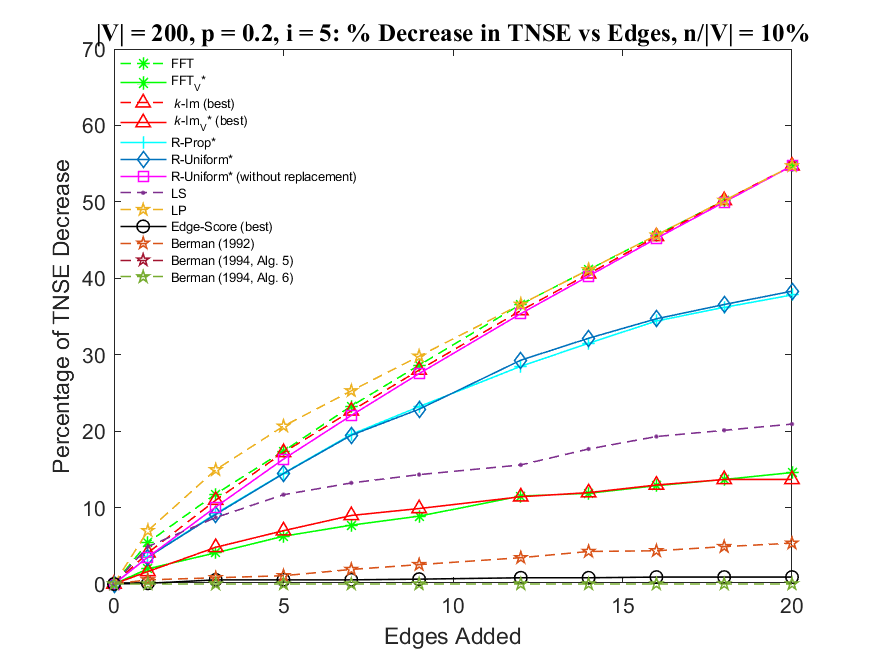 |V| = 200, p = 0.2, i = 5: % Decrease in TNSE vs Edges, n/|V| = 10%
70
60
50
40
30
20
10
0
Percentage of TNSE Decrease
FFT
FFT_V*
k-Im (best)
k-Im_V* (best)
R-Prop*
R-Uniform*
R-Uniform* (without replacement)
LS
LP
Edge-Score (best)
Berman (1992)
Berman (1994, Alg. 5)
Berman (1994, Alg. 6)
0 5 10 15 20
Edges Added